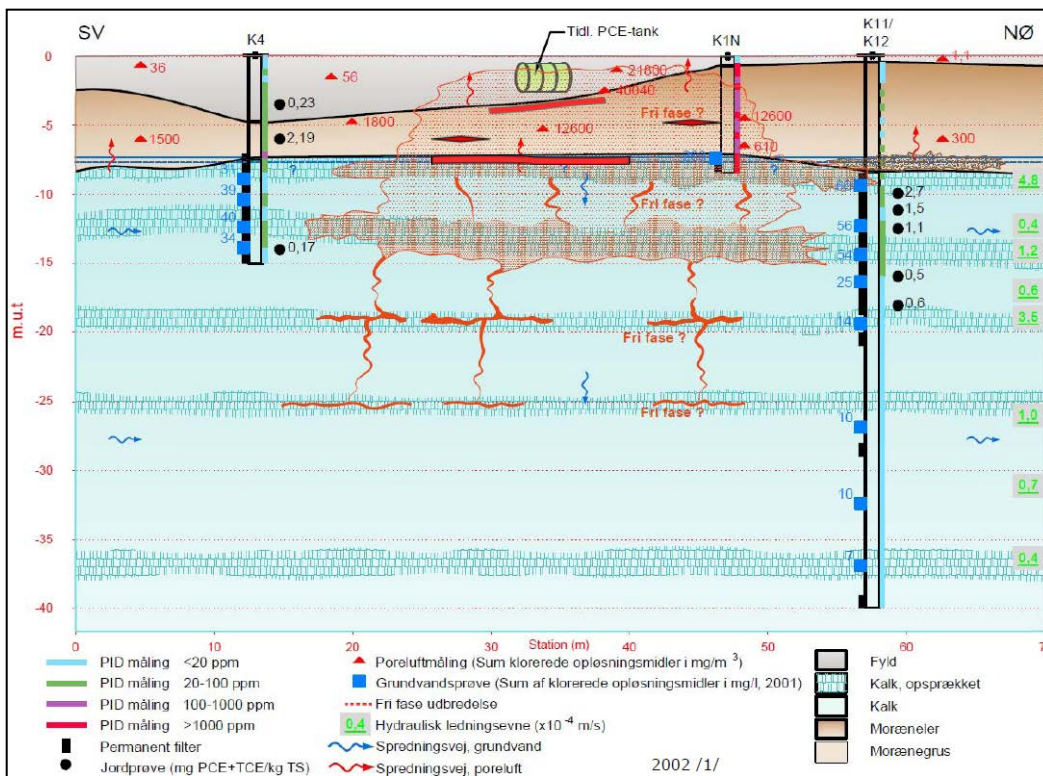 SV
K4
Tidl. PCE-tank
K1N
K11/
K12
NØ
0
36
56
21800
1,1
40040
0,23
Fri fase ?
-5
1500
1800
2,19
12600
12600
300
610
?
?
39
-10
4,8
2,7
Fri fase ?
1,5
40
56
1,1
0,4
34
0,17
54
1,2
-15
m.u.t
25
0,5
0,6
0,6
14
3,5
-20
Fri fase ?
-25
Fri fase ?
10
1,0
-30
10
0,7
-35
7
0,4
-40
0 10 20 30 40 50 60 70
Station (m)
PID måling <20 ppm
PID måling 20-100 ppm
PID måling 100-1000 ppm
PID måling >1000 ppm
Permanent filter
Jordprøve (mg PCE+TCE/kg TS)
Poreluftmåling (Sum klorerede opløsningsmidler i mg/m ³)
Grundvandsprøve (Sum af klorerede opløsningsmidler i mg/l, 2001)
Fri fase udbredelse
0,4 Hydraulisk ledningsevne (x10⁻⁴ m/s)
Spredningsvej, grundvand
Spredningsvej, poreluft
2002 /1/
Fyld
Kalk, opsprækket
Kalk
Moræneler
Morænegrus